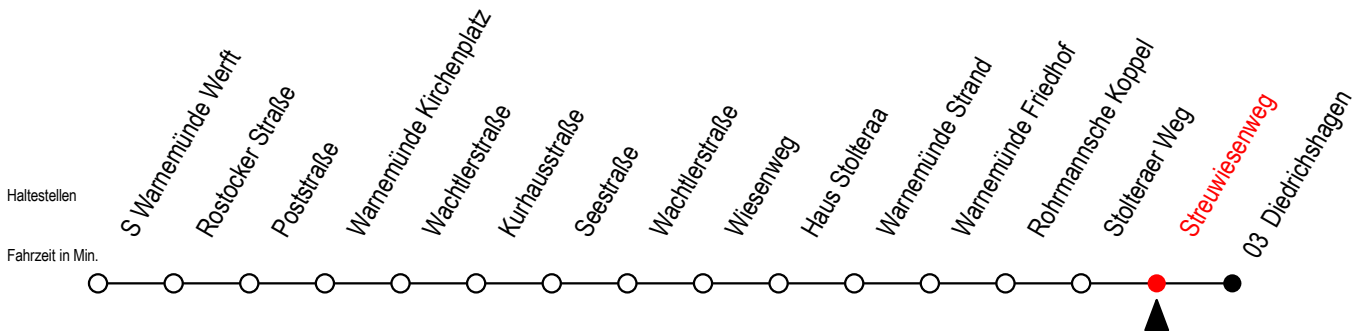 S Warnemünde Werft
Rostocker Straße
Poststraße
Warnemünde Kirchenplatz
Wachtlerstraße
Kurhausstraße
Seestraße
Wachtlerstraße
Wiesenweg
Haus Stolteraa
Warnemünde Strand
Warnemünde Friedhof
Rohrmannsche Koppel
Stolteraer Weg
Streuwiesenweg
03 Diedrichshagen
Haltestellen
Fahrzeit in Min.